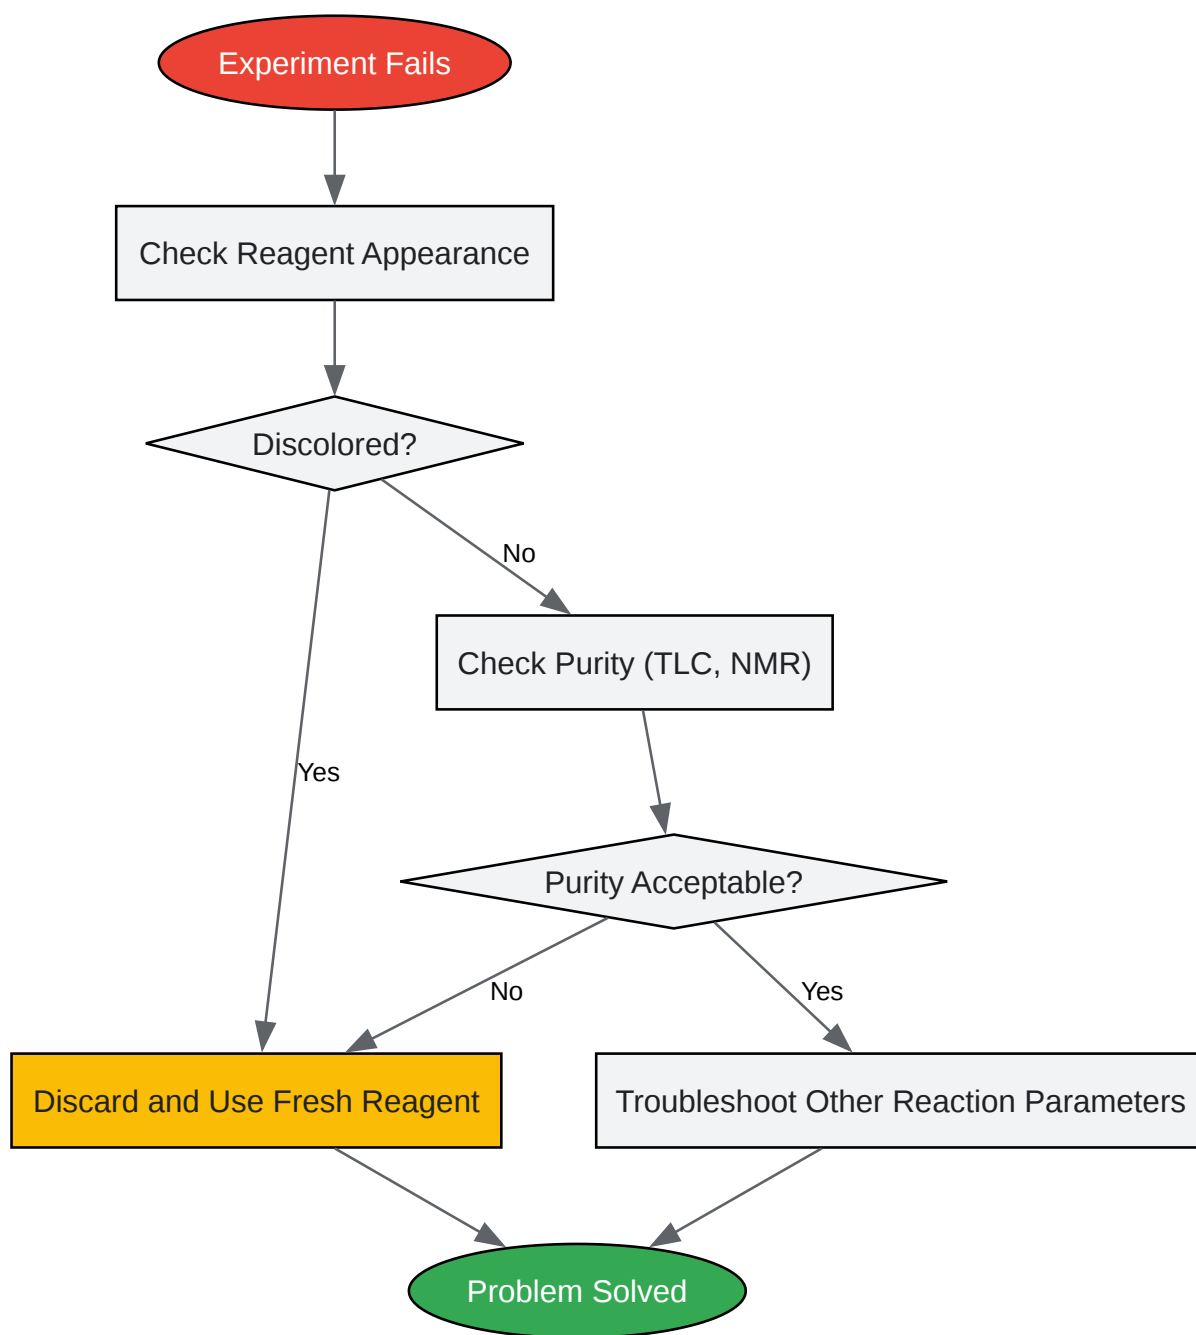 Experiment Fails
Check Reagent Appearance
Discolored?
No
Check Purity (TLC, NMR)
Yes
Purity Acceptable?
No
Yes
Discard and Use Fresh Reagent
Troubleshoot Other Reaction Parameters
Problem Solved